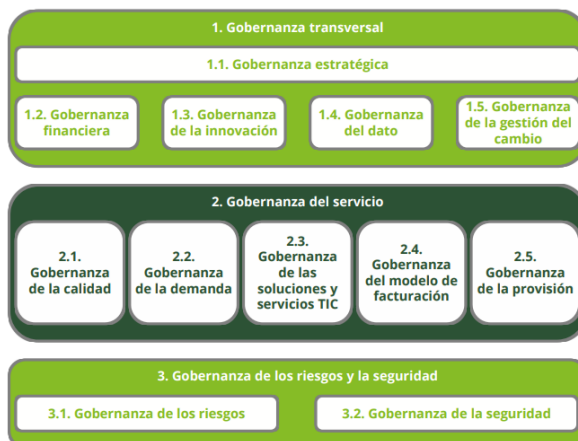 1. Gobernanza transversal
1.1. Gobernanza estratégica
1.2. Gobernanza
financiera
1.3. Gobernanza
de la innovación
1.4. Gobernanza
del dato
1.5. Gobernanza
de la gestión del
cambio
2. Gobernanza del servicio
2.1.
Gobernanza
de la calidad
2.2.
Gobernanza
de la demanda
2.3.
Gobernanza
de las
soluciones y
servicios TIC
2.4.
Gobernanza
del modelo de
facturación
2.5.
Gobernanza
de la provisión
3. Gobernanza de los riesgos y la seguridad
3.1. Gobernanza de los riesgos
3.2. Gobernanza de la seguridad